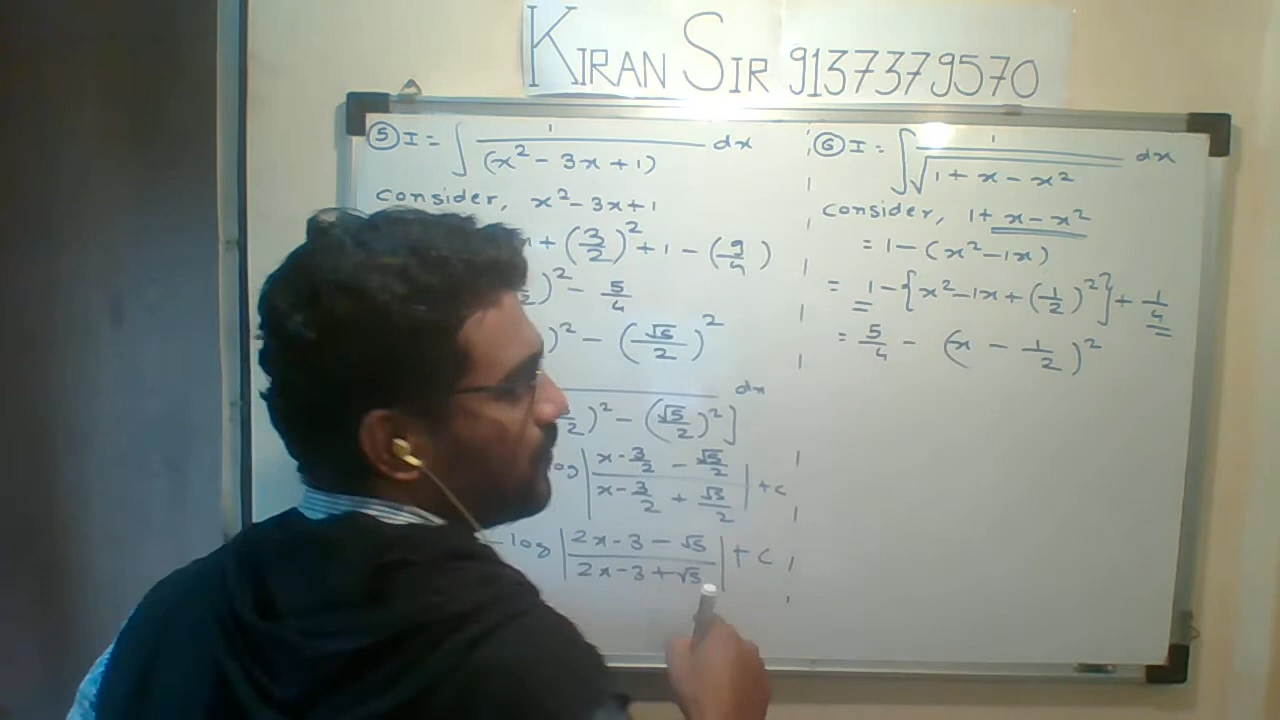 KIRAN SIR 9137379570
⑤ I = ∫ 1/(x² - 3x + 1) dx
consider, x² - 3x + 1
+ (3/2)² + 1 - (9/4)
)² - 5/4
)² - (√5/2)²
dx
)² - (√5/2)²]
log |(x - 3/2 - √5/2)/(x - 3/2 + √5/2)| + c
log |(2x - 3 - √5)/(2x - 3 + √5)| + c
⑥ I = ∫ 1/√(1 + x - x²) dx
consider, 1 + x - x²
= 1 - (x² - 1x)
= 1 - {x² - 1x + (1/2)²} + 1/4
= 5/4 - (x - 1/2)²